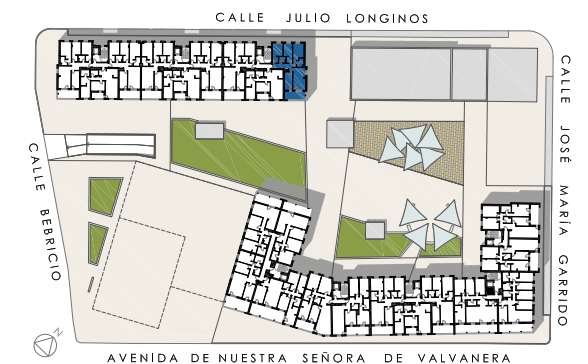 CALLE JULIO LONGINOS
CALLE JOSÉ MARÍA GARRIDO
CALLE BEBRICIO
N
AVENIDA DE NUESTRA SEÑORA DE VALVANERA